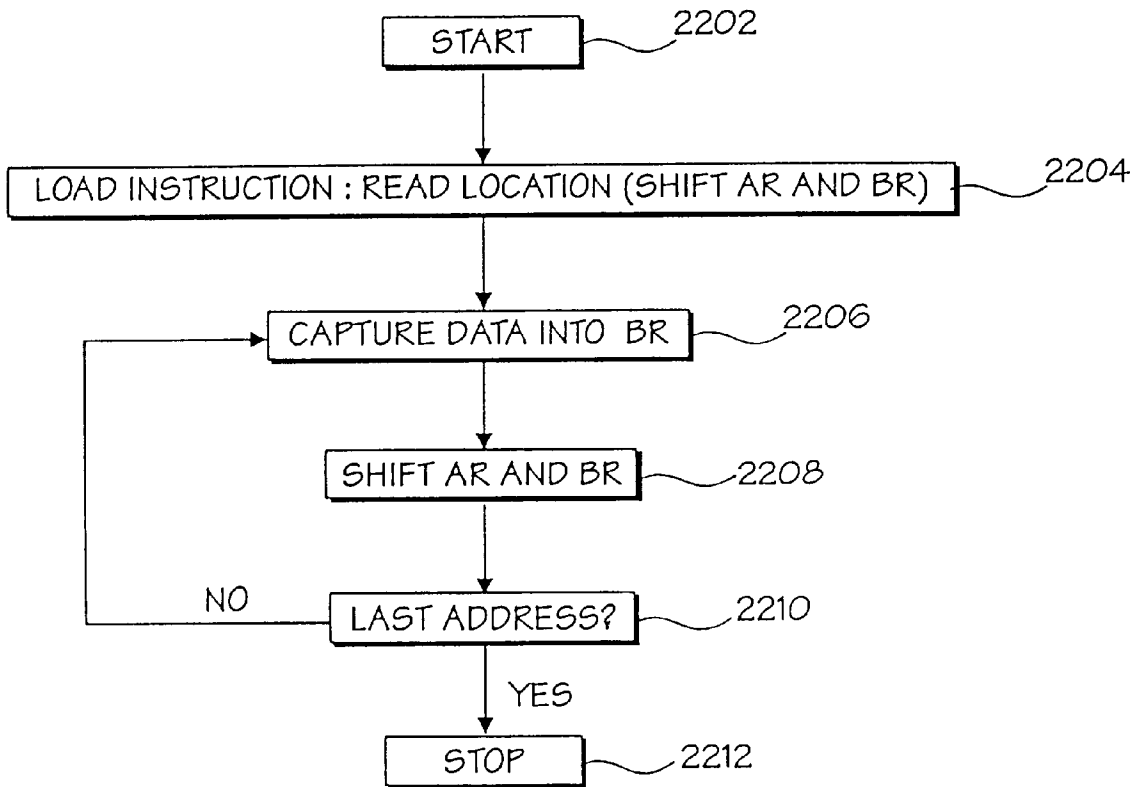 START
2202
LOAD INSTRUCTION : READ LOCATION (SHIFT AR AND BR)
2204
CAPTURE DATA INTO BR
2206
SHIFT AR AND BR
2208
NO
LAST ADDRESS?
2210
YES
STOP
2212